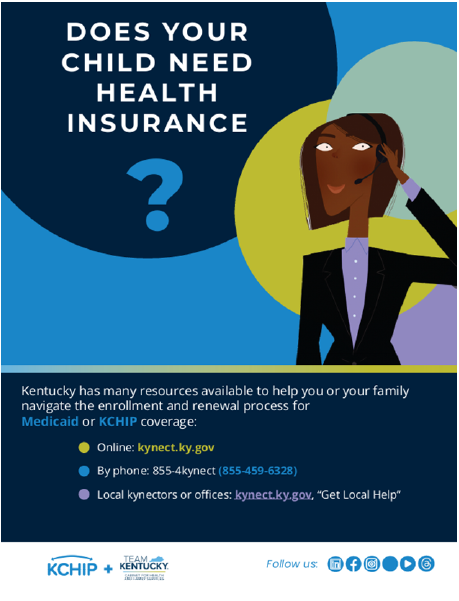 DOES YOUR
CHILD NEED
HEALTH
INSURANCE
?
Kentucky has many resources available to help you or your family
navigate the enrollment and renewal process for
Medicaid or KCHIP coverage:
Online: kynect.ky.gov
By phone: 855-4kynect (855-459-6328)
Local kynectors or offices: kynect.ky.gov, “Get Local Help”
KCHIP + TEAM
KENTUCKY
CABINET FOR HEALTH
AND FAMILY SERVICES
Follow us: